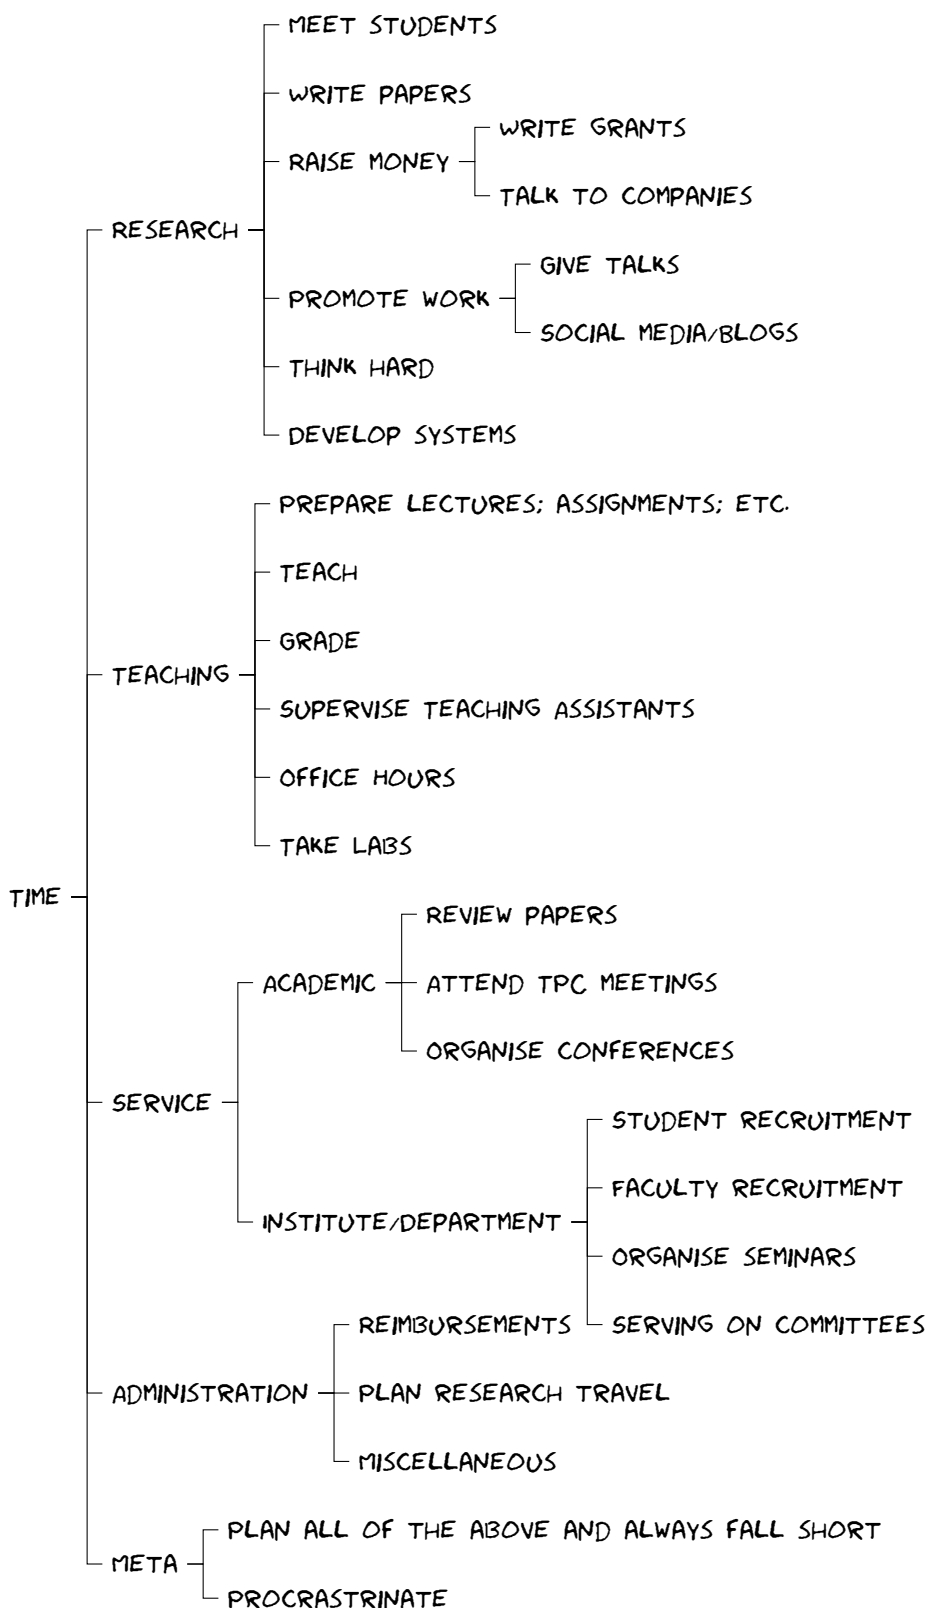 MEET STUDENTS
WRITE PAPERS
WRITE GRANTS
RAISE MONEY
TALK TO COMPANIES
RESEARCH
GIVE TALKS
PROMOTE WORK
SOCIAL MEDIA/BLOGS
THINK HARD
DEVELOP SYSTEMS
PREPARE LECTURES; ASSIGNMENTS; ETC.
TEACH
GRADE
TEACHING
SUPERVISE TEACHING ASSISTANTS
OFFICE HOURS
TAKE LABS
TIME
REVIEW PAPERS
ACADEMIC
ATTEND TPC MEETINGS
ORGANISE CONFERENCES
SERVICE
STUDENT RECRUITMENT
FACULTY RECRUITMENT
INSTITUTE/DEPARTMENT
ORGANISE SEMINARS
REIMBURSEMENTS
SERVING ON COMMITTEES
ADMINISTRATION
PLAN RESEARCH TRAVEL
MISCELLANEOUS
PLAN ALL OF THE ABOVE AND ALWAYS FALL SHORT
META
PROCRASTRINATE